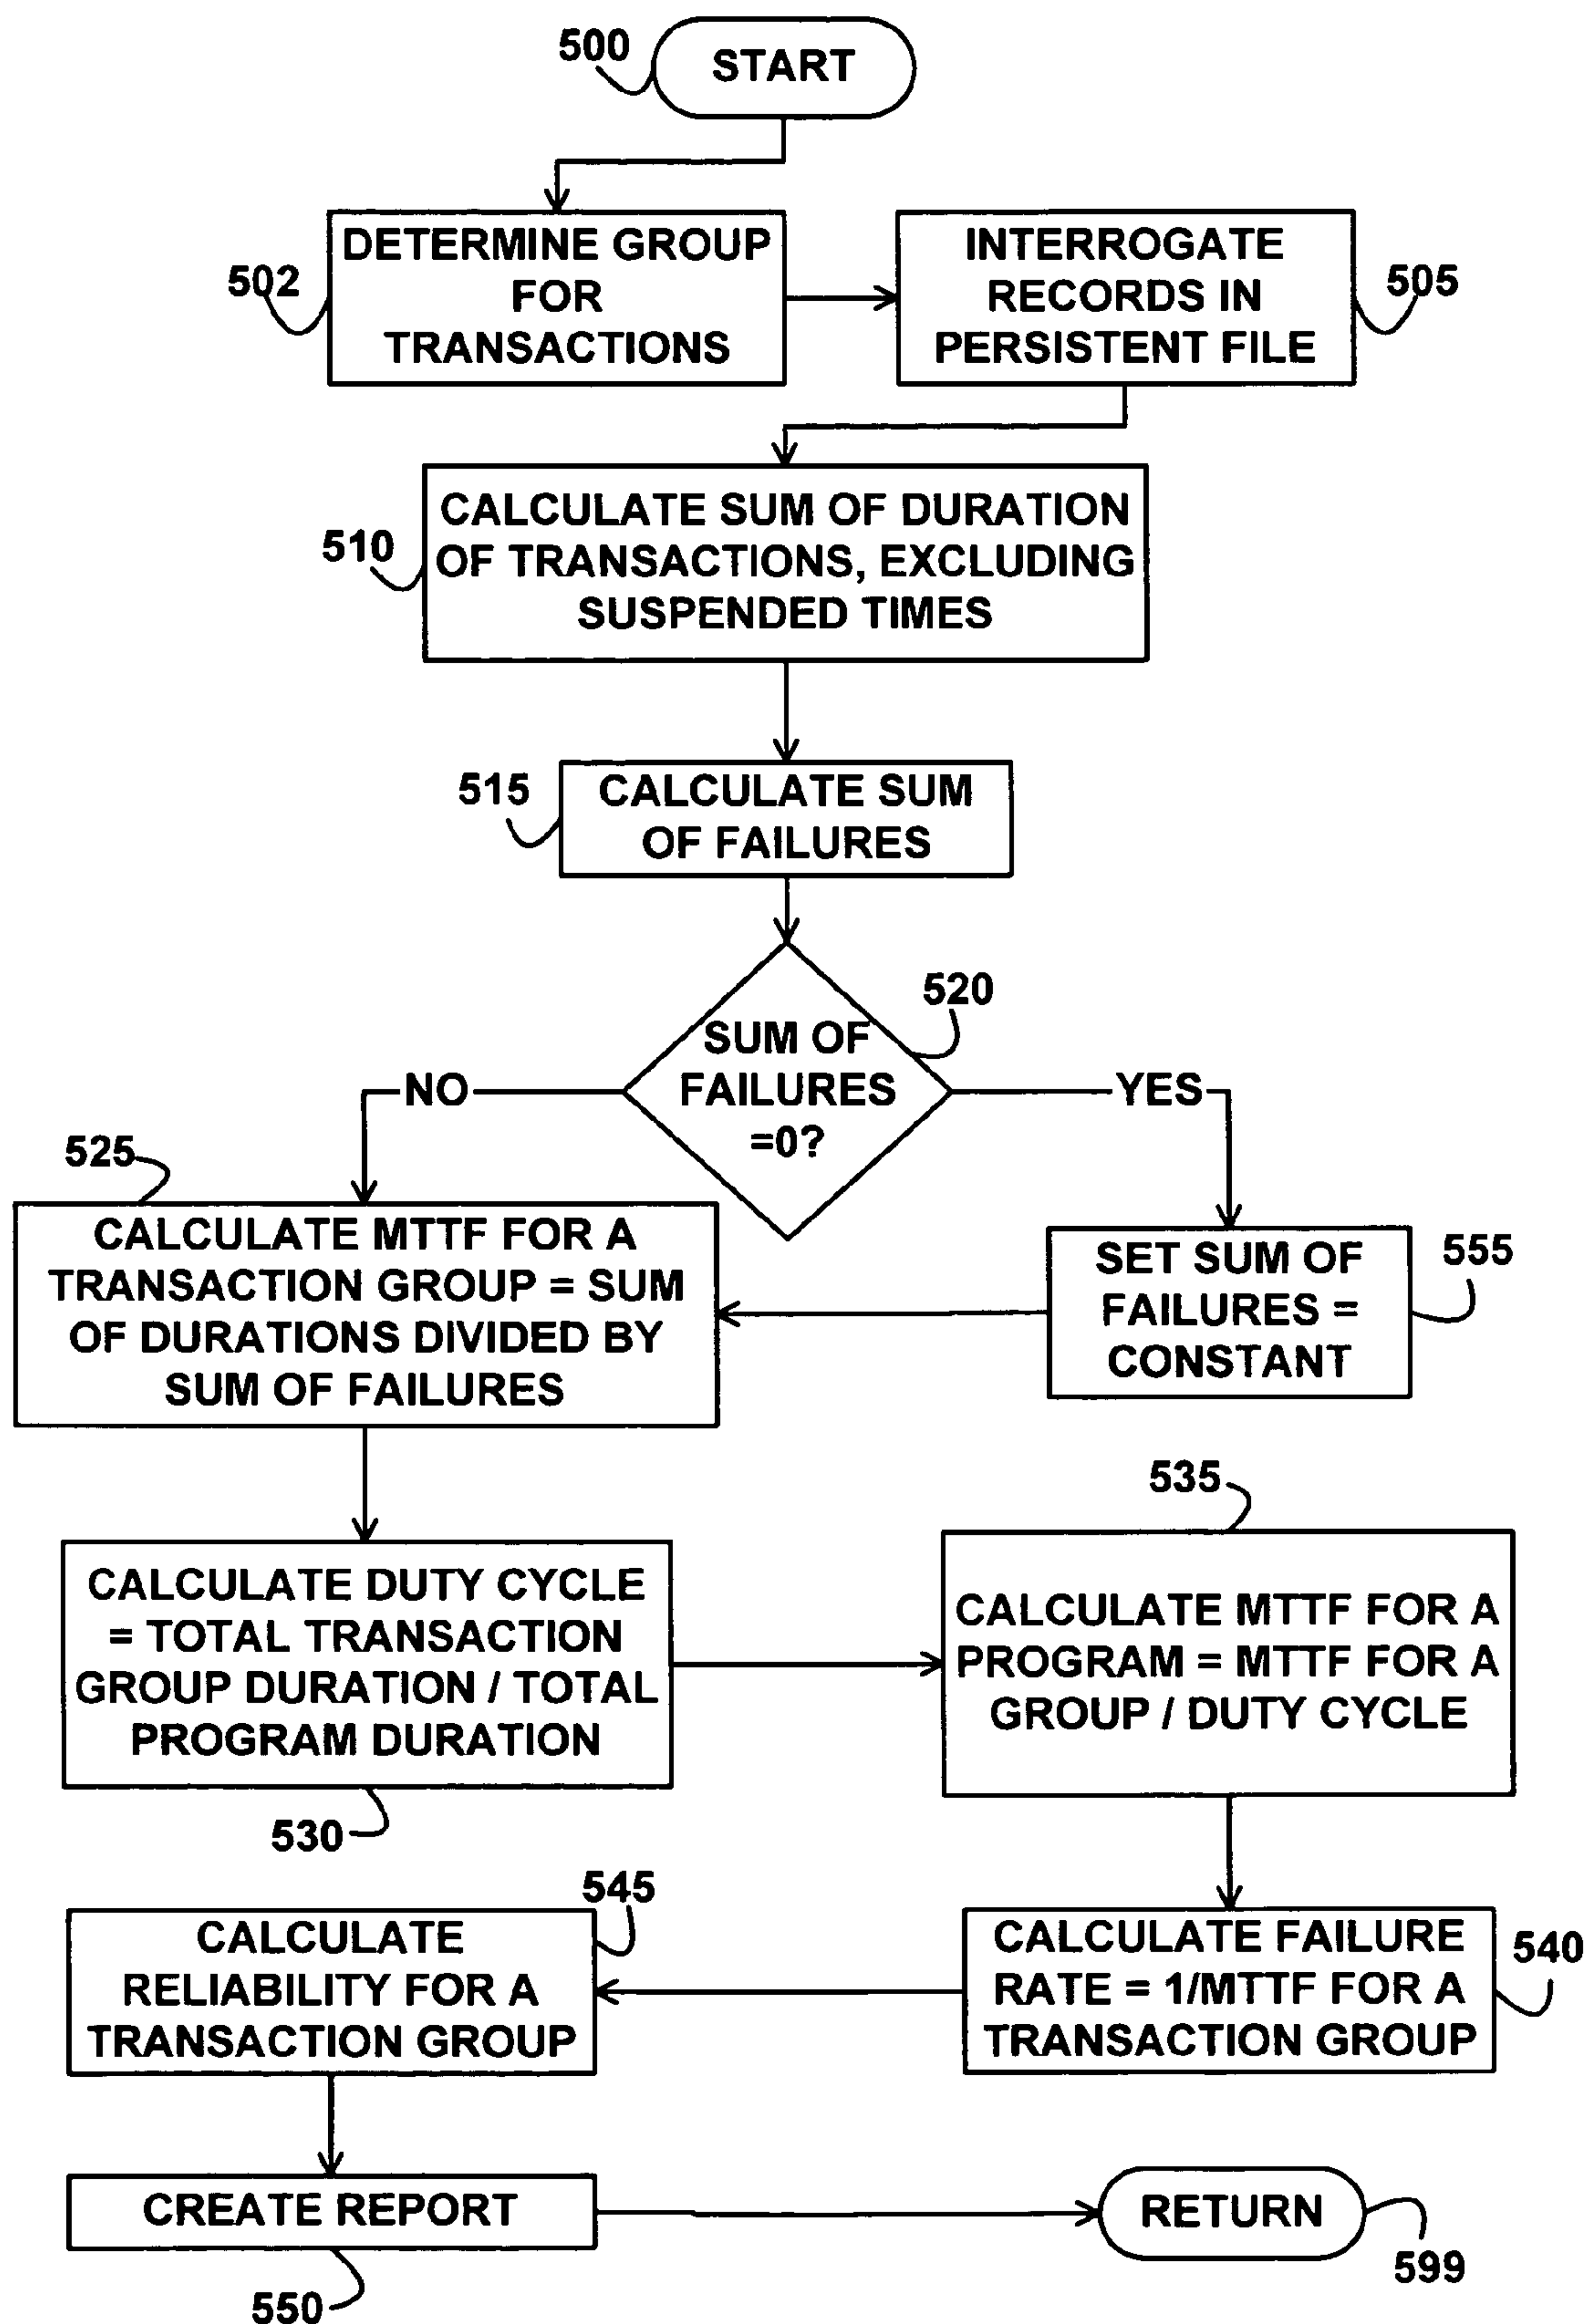 500
START
502
DETERMINE GROUP
FOR
TRANSACTIONS
INTERROGATE
RECORDS IN
PERSISTENT FILE
505
510
CALCULATE SUM OF DURATION
OF TRANSACTIONS, EXCLUDING
SUSPENDED TIMES
515
CALCULATE SUM
OF FAILURES
520
SUM OF
FAILURES
=0?
NO
YES
525
CALCULATE MTTF FOR A
TRANSACTION GROUP = SUM
OF DURATIONS DIVIDED BY
SUM OF FAILURES
SET SUM OF
FAILURES =
CONSTANT
555
CALCULATE DUTY CYCLE
= TOTAL TRANSACTION
GROUP DURATION / TOTAL
PROGRAM DURATION
530
535
CALCULATE MTTF FOR A
PROGRAM = MTTF FOR A
GROUP / DUTY CYCLE
CALCULATE FAILURE
RATE = 1/MTTF FOR A
TRANSACTION GROUP
540
545
CALCULATE
RELIABILITY FOR A
TRANSACTION GROUP
CREATE REPORT
550
RETURN
599